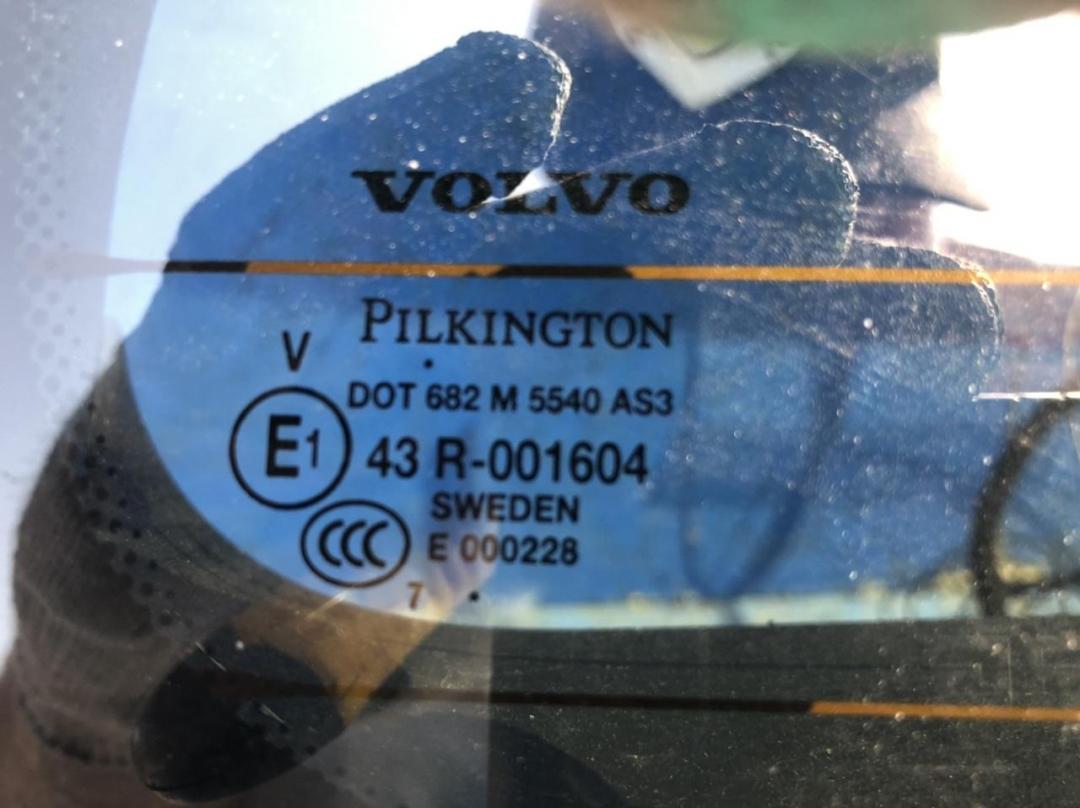 VOLVO
PILKINGTON
V
DOT 682 M 5540 AS3
E1 43 R-001604
SWEDEN
CCC E 000228
7